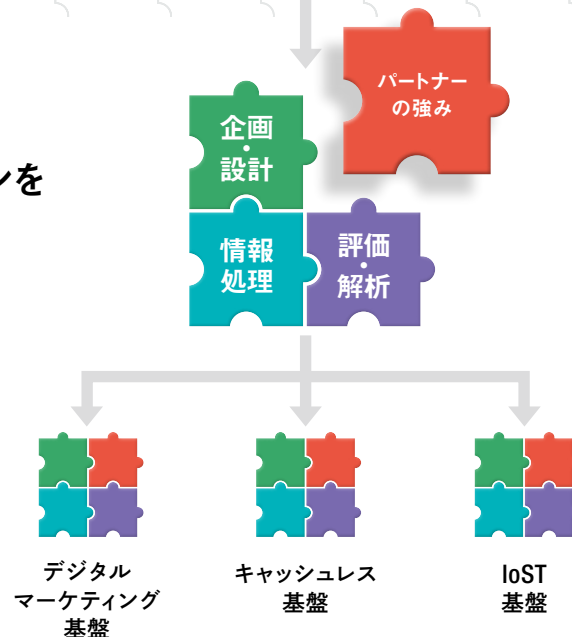 パートナー
の強み
企画
・
設計
ンを
情報
処理
評価
・
解析
デジタル
マーケティング
基盤
キャッシュレス
基盤
IoST
基盤